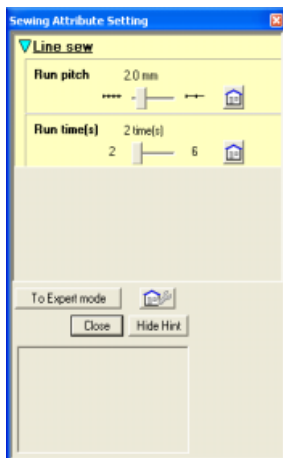 Sewing Attribute Setting
Line sew
Run pitch 2.0 mm
Run time(s) 2 time(s)
2 6
To Expert mode
Close Hide Hint